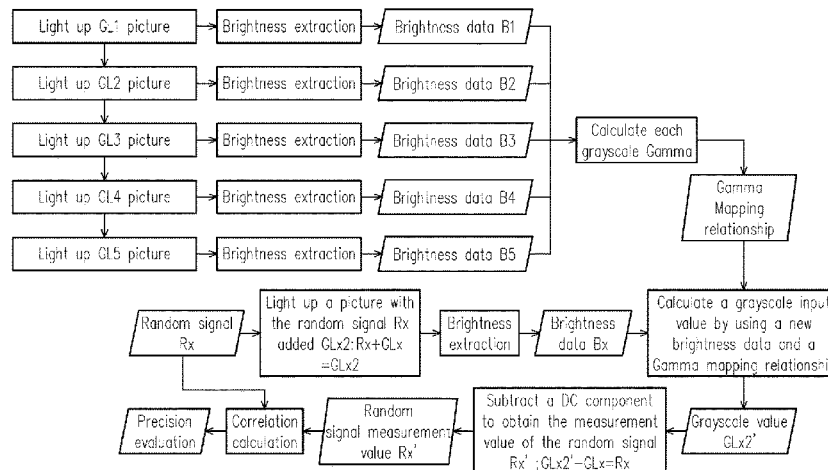 Light up GL1 picture
Brightness extraction
Brightness data B1
Light up GL2 picture
Brightness extraction
Brightness data B2
Light up GL3 picture
Brightness extraction
Brightness data B3
Light up GL4 picture
Brightness extraction
Brightness data B4
Light up GL5 picture
Brightness extraction
Brightness data B5
Calculate each
grayscale Gamma
Gamma
Mapping
relationship
Random signal
Rx
Light up a picture with
the random signal Rx
added GLx2:Rx+GLx
=GLx2
Brightness
extraction
Brightness
data Bx
Calculate a grayscale input
value by using a new
brightness data and a
Gamma mapping relationship
Grayscale value
GLx2'
Subtract a DC component
to obtain the measurement
value of the random signal
Rx':GLx2'-GLx=Rx
Random
signal measurement
value Rx'
Correlation
calculation
Precision
evaluation